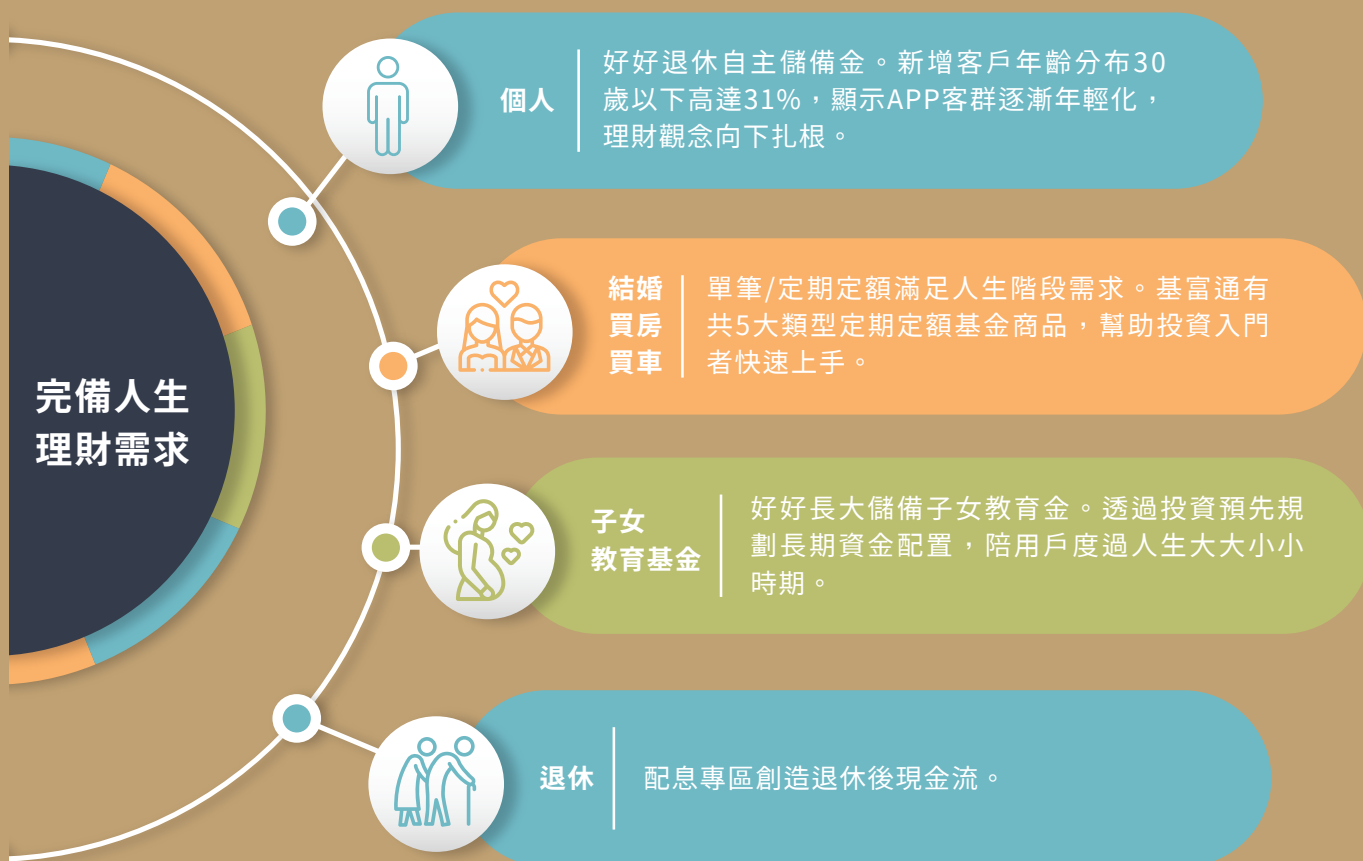 完備人生
理財需求
個人
好好退休自主儲備金。新增客戶年齡分布30
歲以下高達31%，顯示APP客群逐漸年輕化，
理財觀念向下扎根。
結婚
買房
買車
單筆/定期定額滿足人生階段需求。基富通有
共5大類型定期定額基金商品，幫助投資入門
者快速上手。
子女
教育基金
好好長大儲備子女教育金。透過投資預先規
劃長期資金配置，陪用戶度過人生大大小小
時期。
退休
配息專區創造退休後現金流。